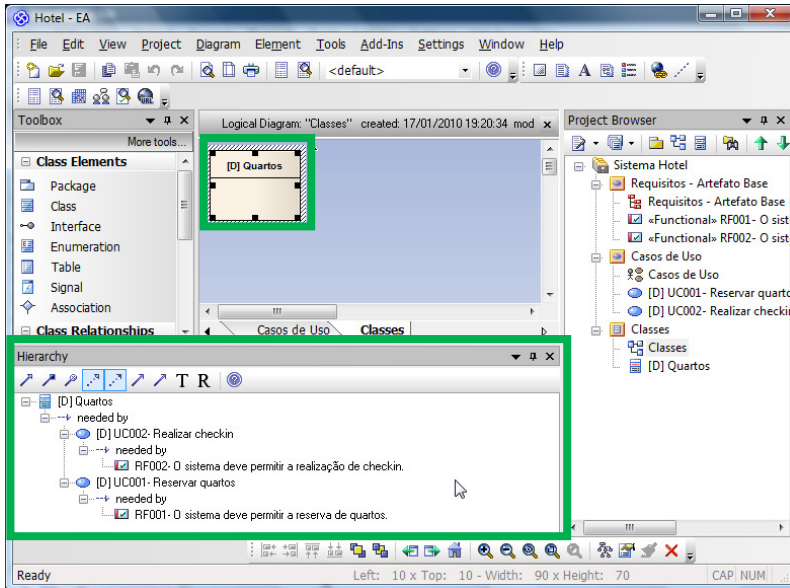 Hotel - EA
File Edit View Project Diagram Element Tools Add-Ins Settings Window Help
<default>
Toolbox
More tools...
Class Elements
Package
Class
Interface
Enumeration
Table
Signal
Association
Class Relationships
Logical Diagram: "Classes" created: 17/01/2010 19:20:34 mod
[D] Quartos
Casos de Uso Classes
Project Browser
Sistema Hotel
Requisitos - Artefato Base
Requisitos - Artefato Base
«Functional» RF001- O sist
«Functional» RF002- O sist
Casos de Uso
Casos de Uso
[D] UC001- Reservar quarto
[D] UC002- Realizar checkin
Classes
Classes
[D] Quartos
Hierarchy
T R
[D] Quartos
needed by
[D] UC002- Realizar checkin
needed by
RF002- O sistema deve permitir a realização de checkin.
[D] UC001- Reservar quartos
needed by
RF001- O sistema deve permitir a reserva de quartos.
Ready
Left: 10 x Top: 10 - Width: 90 x Height: 70
CAP NUM